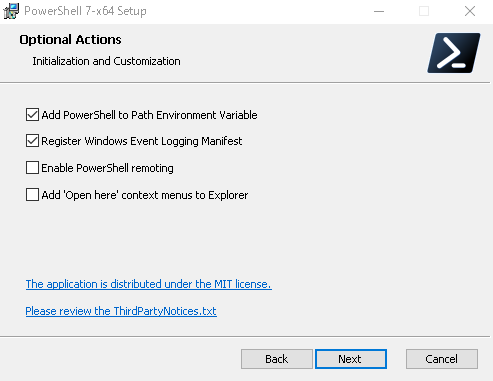 PowerShell 7-x64 Setup
Optional Actions
Initialization and Customization
Add PowerShell to Path Environment Variable
Register Windows Event Logging Manifest
Enable PowerShell remoting
Add 'Open here' context menus to Explorer
The application is distributed under the MIT license.
Please review the ThirdPartyNotices.txt
Back
Next
Cancel